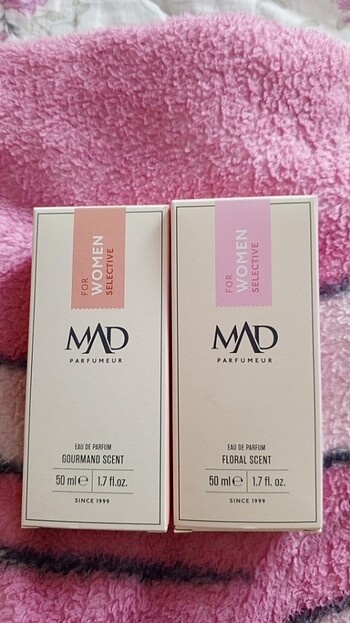 FOR
WOMEN
SELECTIVE
MAD
PARFUMEUR
EAU DE PARFUM
GOURMAND SCENT
50 ml ℮ 1.7 fl.oz.
SINCE 1999
FOR
WOMEN
SELECTIVE
MAD
PARFUMEUR
EAU DE PARFUM
FLORAL SCENT
50 ml ℮ 1.7 fl. oz.
SINCE 1999